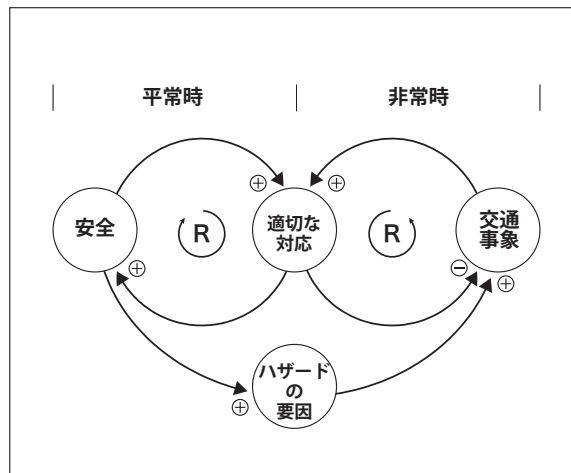 平常時
非常時
⊕
⊕
安全
R
適切な
対応
R
交通
事象
⊕
⊖
⊕
ハザード
の
要因
⊕